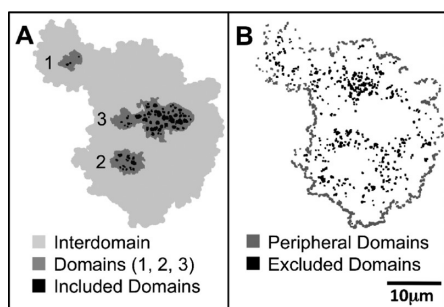 A
1
3
2
Interdomain
Domains (1, 2, 3)
Included Domains
B
Peripheral Domains
Excluded Domains
10μm